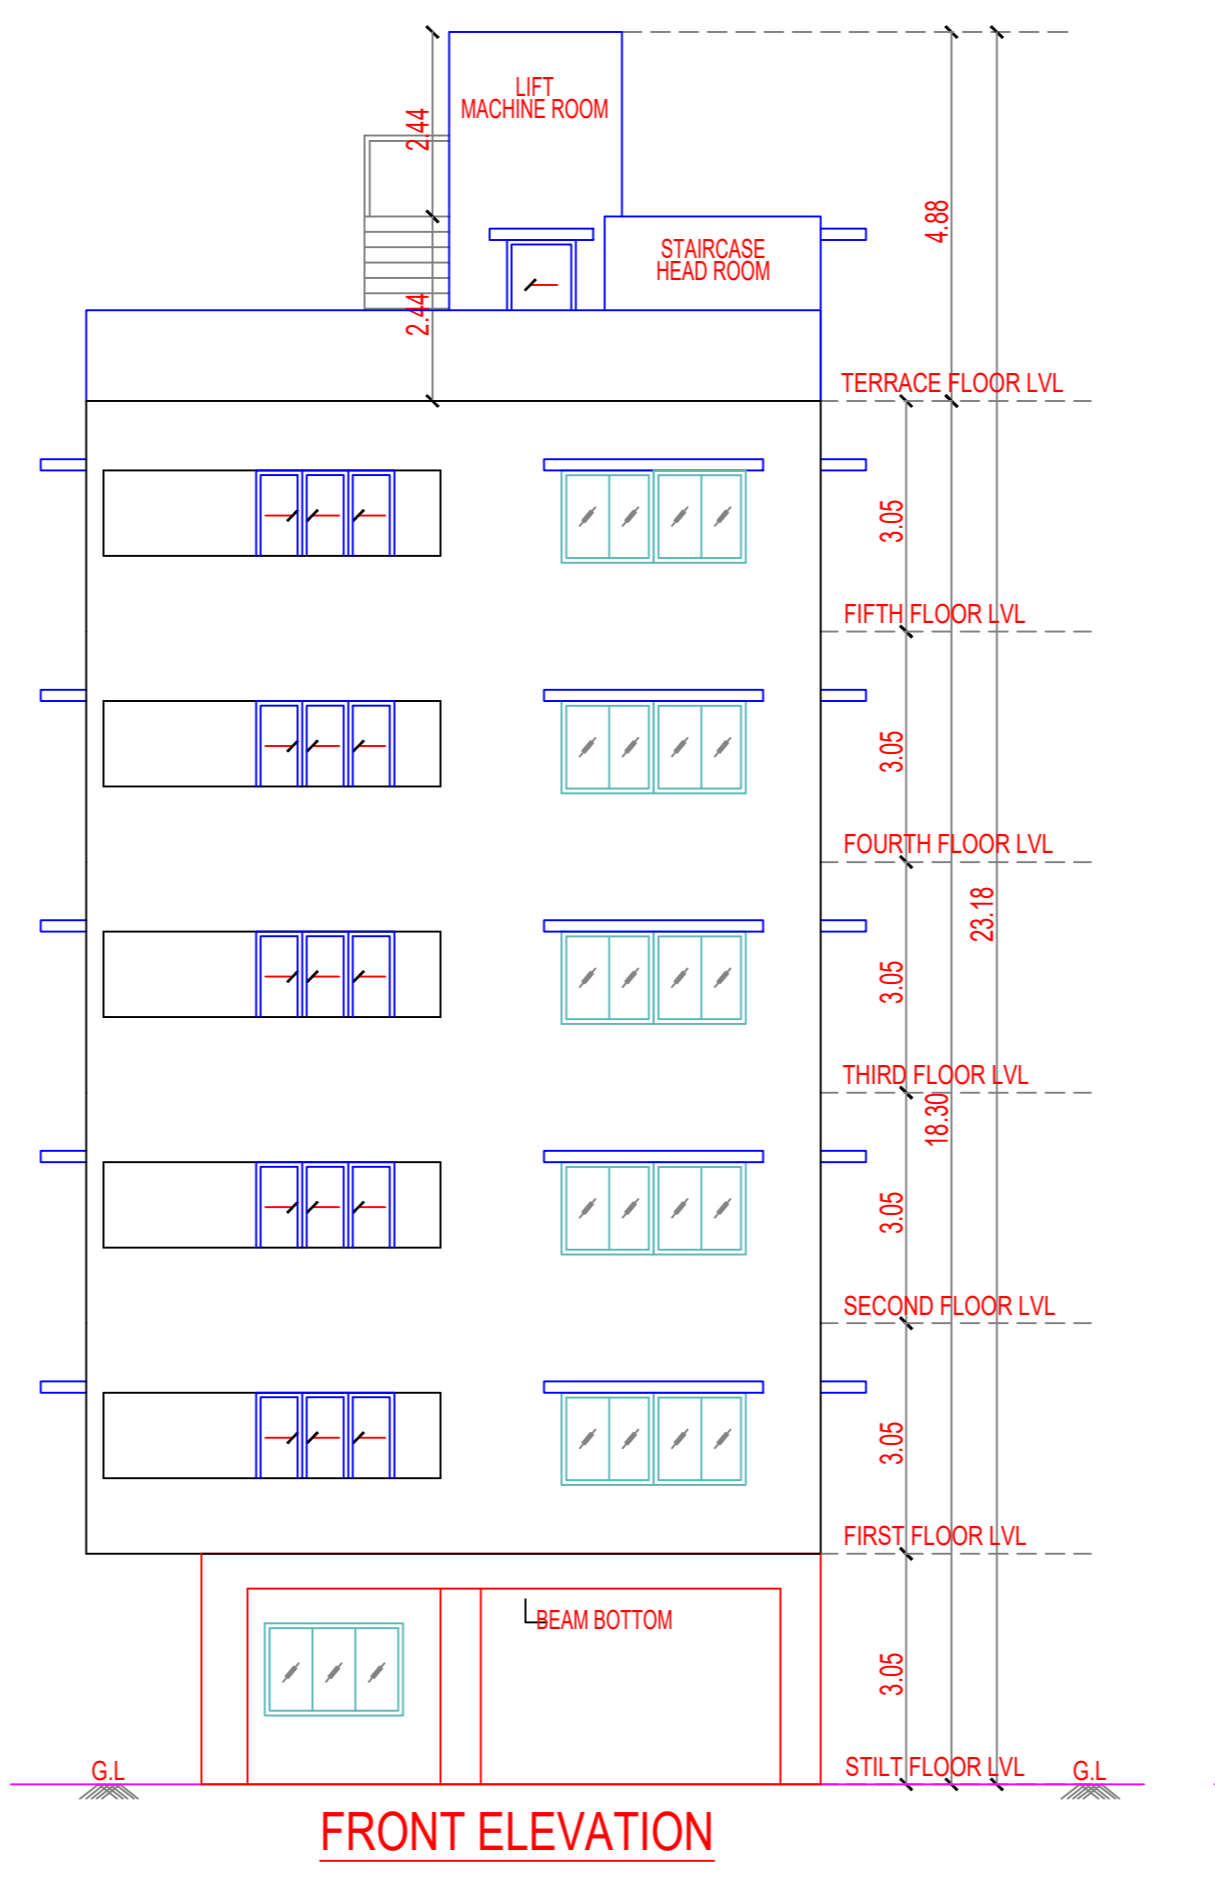 LIFT
MACHINE ROOM
2.44
4.88
STAIRCASE
HEAD ROOM
2.44
TERRACE FLOOR LVL
3.05
FIFTH FLOOR LVL
3.05
FOURTH FLOOR LVL
23.18
3.05
THIRD FLOOR LVL
18.30
3.05
SECOND FLOOR LVL
3.05
FIRST FLOOR LVL
BEAM BOTTOM
3.05
G.L
STILT FLOOR LVL
G.L
FRONT ELEVATION